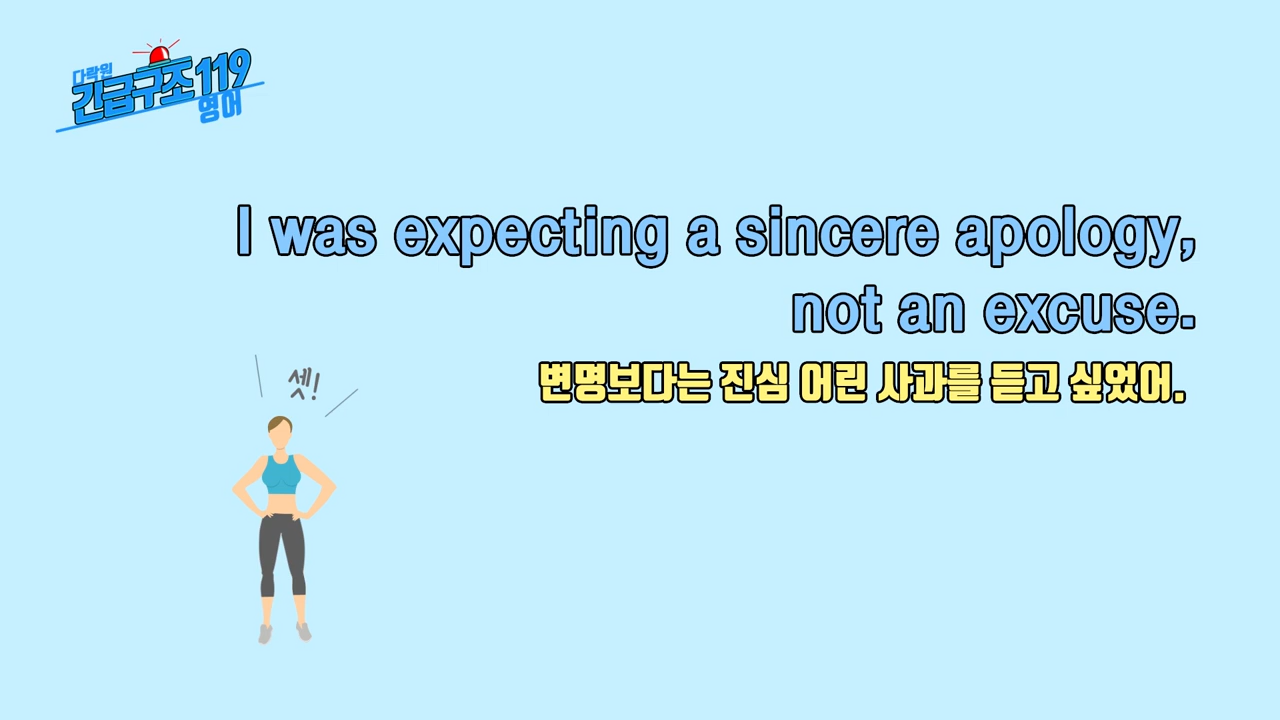 다락원
긴급구조119
영어
I was expecting a sincere apology,
not an excuse.
변명보다는 진심 어린 사과를 듣고 싶었어.
셋!